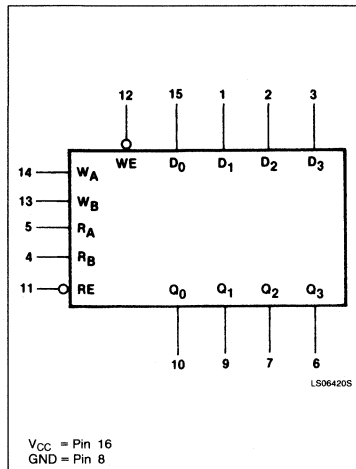 12 15 1 2 3
WE D0 D1 D2 D3
14 WA
13 WB
5 RA
4 RB
11 RE Q0 Q1 Q2 Q3
10 9 7 6
LS06420S
VCC = Pin 16
GND = Pin 8